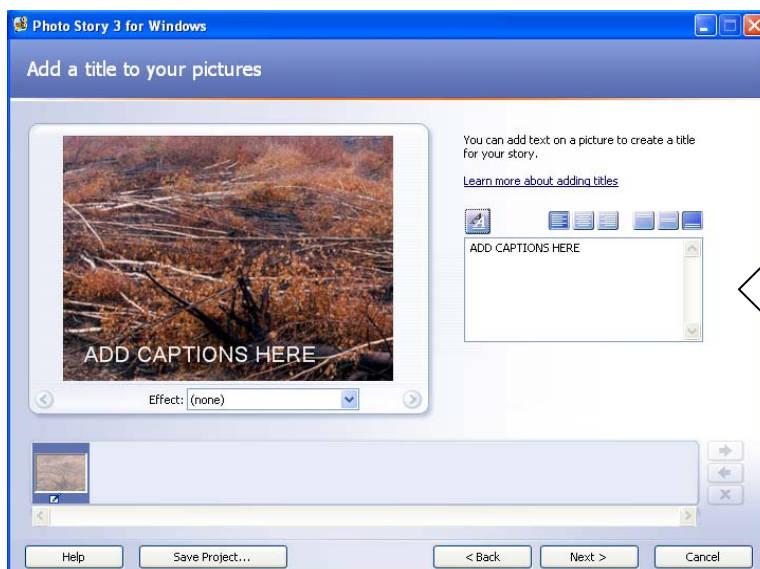 Photo Story 3 for Windows
Add a title to your pictures
You can add text on a picture to create a title
for your story.
Learn more about adding titles
A
ADD CAPTIONS HERE
ADD CAPTIONS HERE
Effect: (none)
Help
Save Project...
< Back
Next >
Cancel